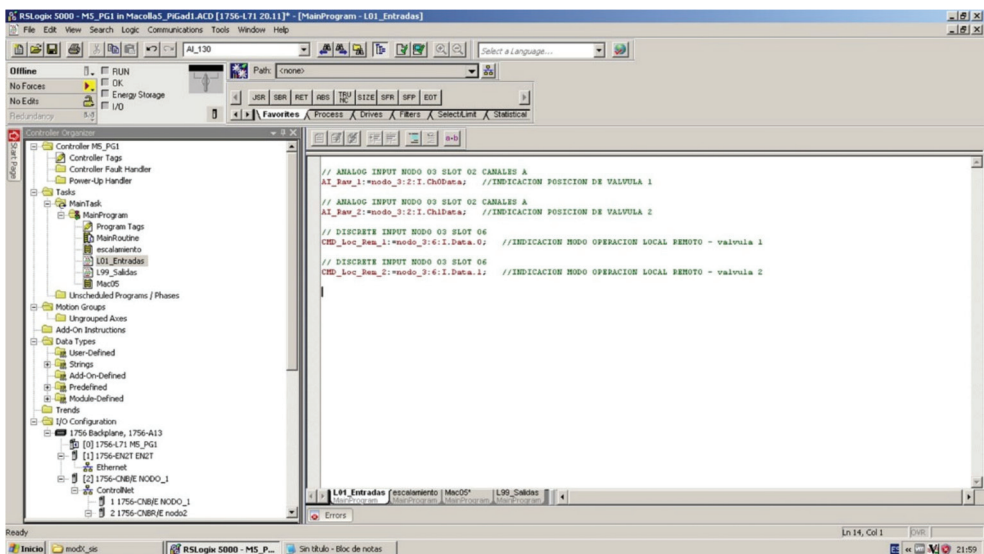 RSLogix 5000 - M5_PG1 in Macolla5_PiGad1.ACD [1756-L71 20.11]* - [MainProgram - L01_Entradas]
File Edit View Search Logic Communications Tools Window Help
AI_130
Select a Language...
Offline
RUN
Path: <none>
No Forces
OK
Energy Storage
No Edits
I/O
JSR SBR RET ABS SIZE SFR SFP EOT
Redundancy
Favorites Process Drives Filters Select/Limit Statistical
Controller Organizer
Start Page
Controller M5_PG1
Controller Tags
Controller Fault Handler
Power-Up Handler
Tasks
MainTask
MainProgram
Program Tags
MainRoutine
escalamiento
L01_Entradas
L99_Salidas
Mac05
Unscheduled Programs / Phases
Motion Groups
Ungrouped Axes
Add-On Instructions
Data Types
User-Defined
Strings
Add-On-Defined
Predefined
Module-Defined
Trends
I/O Configuration
1756 Backplane, 1756-A13
[0] 1756-L71 M5_PG1
[1] 1756-EN2T EN2T
Ethernet
[2] 1756-CNB/E NODO_1
ControlNet
1 1756-CNB/E NODO_1
2 1756-CNBR/E nodo2
// ANALOG INPUT NODO 03 SLOT 02 CANALES A
AI_Raw_1:=nodo_3:2:I.Ch0Data; //INDICACION POSICION DE VALVULA 1
// ANALOG INPUT NODO 03 SLOT 02 CANALES A
AI_Raw_2:=nodo_3:2:I.Ch1Data; //INDICACION POSICION DE VALVULA 2
// DISCRETE INPUT NODO 03 SLOT 06
CMD_Loc_Rem_1:=nodo_3:6:I.Data.0; //INDICACION MODO OPERACION LOCAL REMOTO - valvula 1
// DISCRETE INPUT NODO 03 SLOT 06
CMD_Loc_Rem_2:=nodo_3:6:I.Data.1; //INDICACION MODO OPERACION LOCAL REMOTO - valvula 2
L01_Entradas escalamiento Mac05* L99_Salidas
MainProgram MainProgram MainProgram MainProgram
Errors
Ready
Ln 14, Col 1
OVR
Inicio modX_sis RSLogix 5000 - M5_P... Sin título - Bloc de notas 21:59